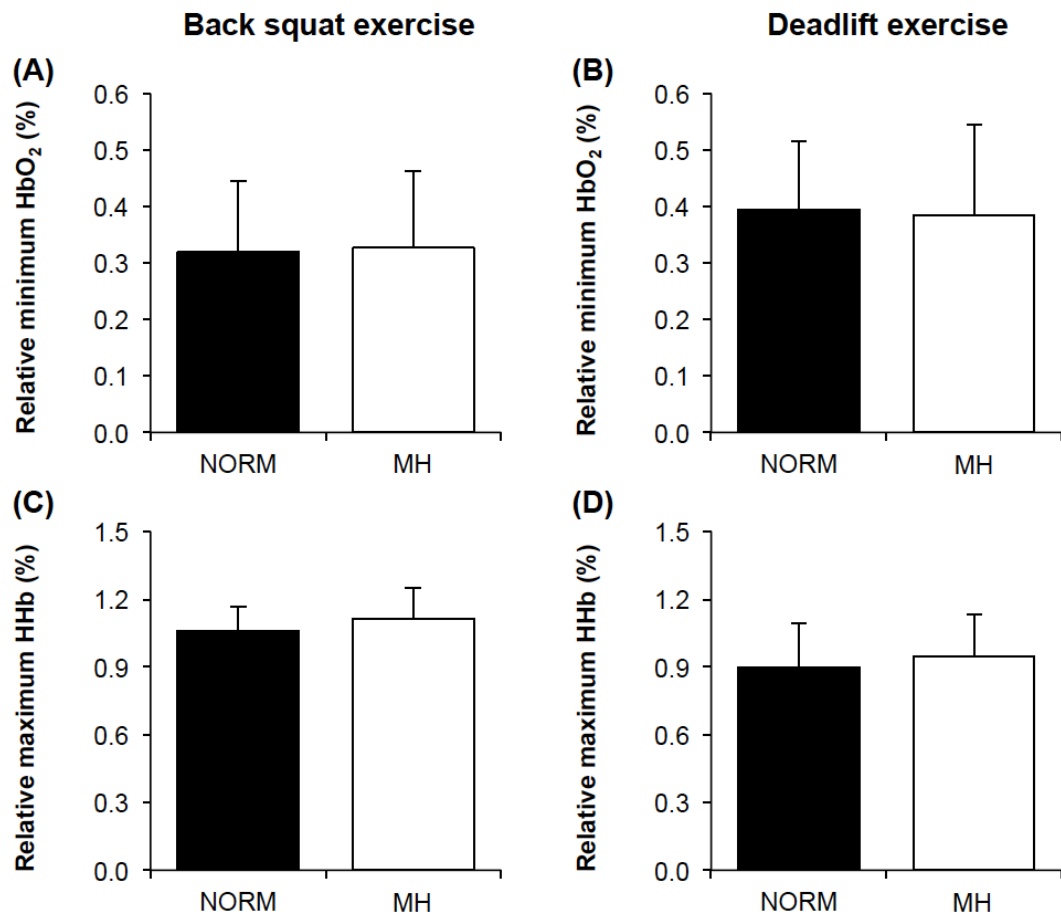 Back squat exercise
Deadlift exercise
(A)
Relative minimum HbO₂ (%)
0.6
0.5
0.4
0.3
0.2
0.1
0.0
NORM MH
(B)
Relative minimum HbO₂ (%)
0.6
0.5
0.4
0.3
0.2
0.1
0.0
NORM MH
(C)
Relative maximum HHb (%)
1.5
1.2
0.9
0.6
0.3
0.0
NORM MH
(D)
Relative maximum HHb (%)
1.5
1.2
0.9
0.6
0.3
0.0
NORM MH